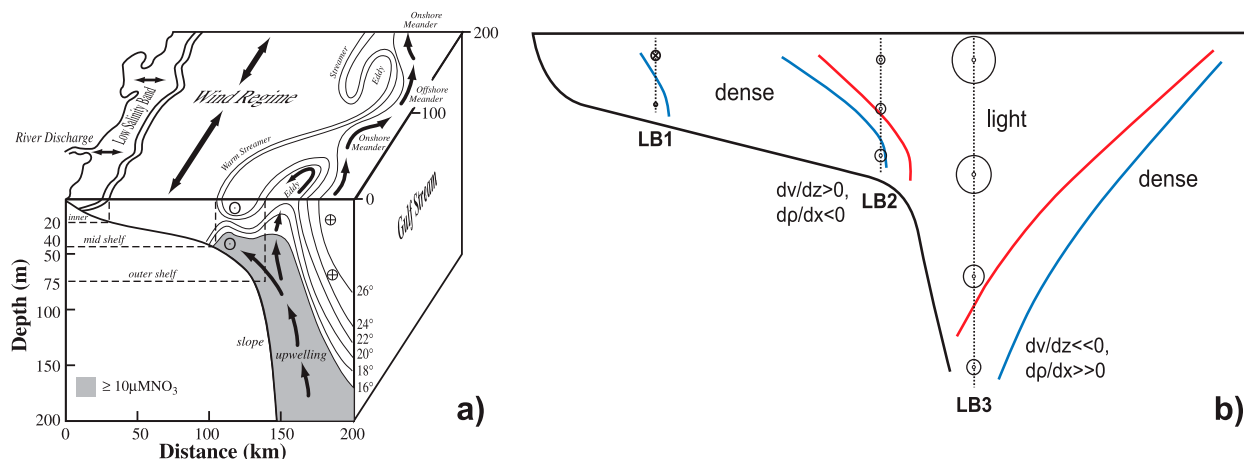 Onshore
Meander
200
Streamer
Eddy
Wind Regime
Offshore
Meander
100
Low Salinity Band
River Discharge
Onshore
Meander
Warm Streamer
Eddy
Gulf Stream
0
inner
20
mid shelf
40
50
outer shelf
75
26°
100
24°
22°
slope
upwelling
20°
18°
150
16°
≥ 10μMNO₃
200
0
50
100
150
200
Depth (m)
Distance (km)
a)
LB1
dense
light
dv/dz>0,
dρ/dx<0
LB2
dense
dv/dz<<0,
dρ/dx>>0
LB3
b)